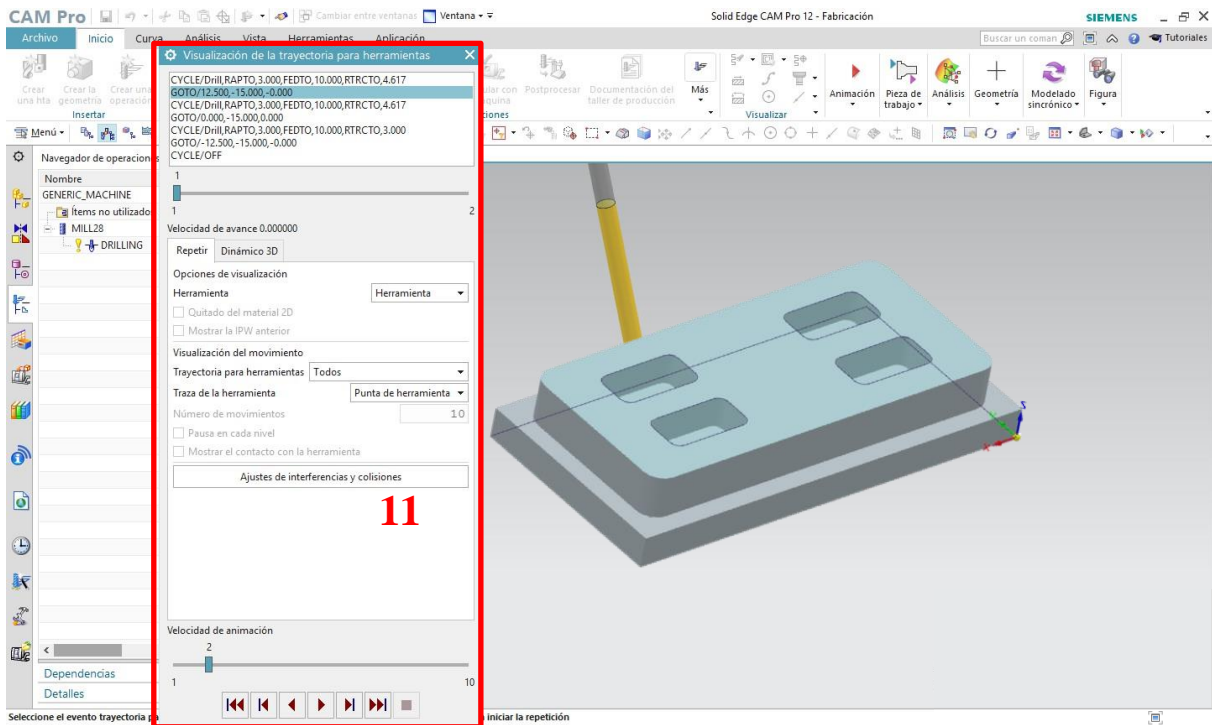 CAM Pro
Cambiar entre ventanas
Ventana
Solid Edge CAM Pro 12 - Fabricación
SIEMENS
Archivo
Inicio
Curva
Análisis
Vista
Herramientas
Aplicación
Buscar un coman
Tutoriales
Visualización de la trayectoria para herramientas
Crear una hta
Crear la geometría
Crear una operación
Insertar
Postprocesar
Documentación del taller de producción
Más
Visualizar
Animación
Pieza de trabajo
Análisis
Geometría
Modelado sincrónico
Figura
CYCLE/Drill,RAPTO,3.000,FEDTO,10.000,RTRCTO,4.617
GOTO/12.500,-15.000,-0.000
CYCLE/Drill,RAPTO,3.000,FEDTO,10.000,RTRCTO,4.617
GOTO/0.000,-15.000,0.000
CYCLE/Drill,RAPTO,3.000,FEDTO,10.000,RTRCTO,3.000
GOTO/-12.500,-15.000,-0.000
CYCLE/OFF
Menú
Navegador de operaciones
Nombre
GENERIC_MACHINE
Ítems no utilizado
MILL28
DRILLING
1
1
2
Velocidad de avance 0.000000
Repetir
Dinámico 3D
Opciones de visualización
Herramienta
Herramienta
Quitado del material 2D
Mostrar la IPW anterior
Visualización del movimiento
Trayectoria para herramientas
Todos
Traza de la herramienta
Punta de herramienta
Número de movimientos
10
Pausa en cada nivel
Mostrar el contacto con la herramienta
Ajustes de interferencias y colisiones
11
Velocidad de animación
2
1
10
Dependencias
Detalles
Seleccione el evento trayectoria pa
iniciar la repetición
Z
X